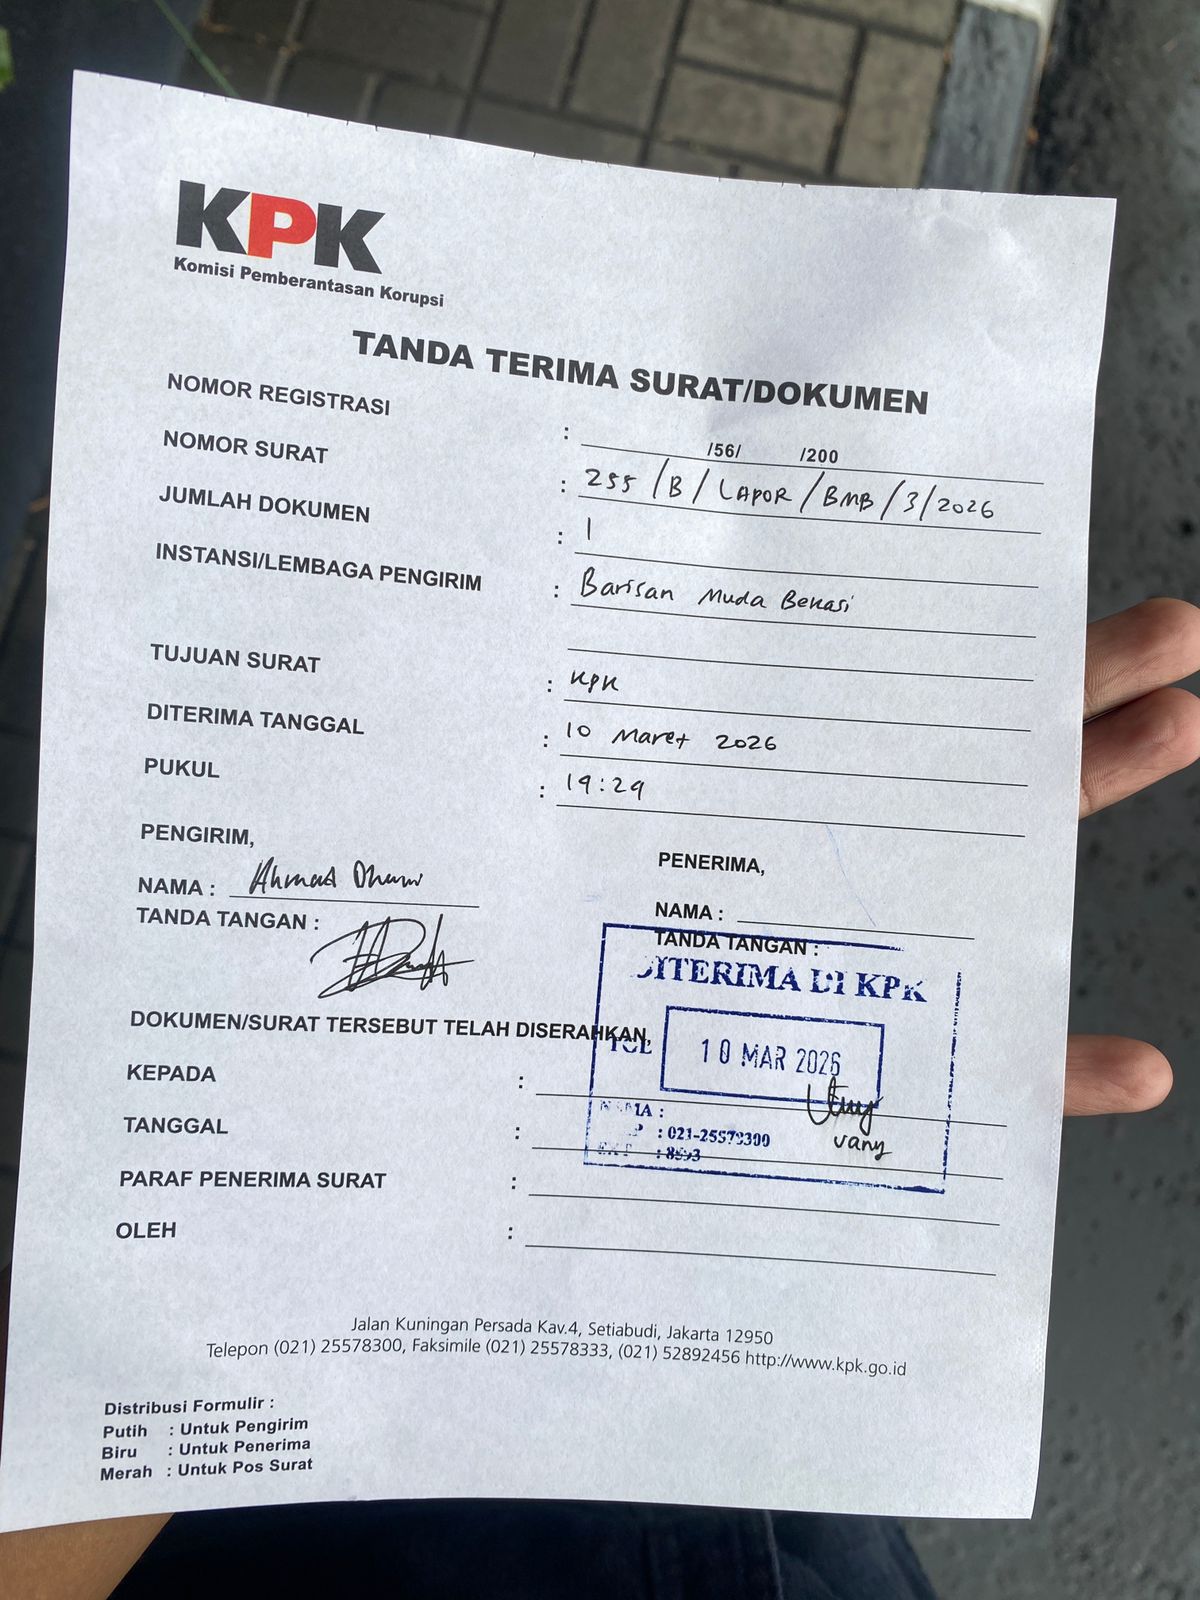 KPK
Komisi Pemberantasan Korupsi
TANDA TERIMA SURAT/DOKUMEN
NOMOR REGISTRASI : /56/ /200
NOMOR SURAT : 255/B/LAPOR/BMB/3/2026
JUMLAH DOKUMEN : 1
INSTANSI/LEMBAGA PENGIRIM : Barisan Muda Bekasi
TUJUAN SURAT : KPK
DITERIMA TANGGAL : 10 Maret 2026
PUKUL : 14:29
PENGIRIM,
NAMA : Ahmad
TANDA TANGAN :
PENERIMA,
NAMA :
TANDA TANGAN :
DITERIMA DI KPK
TGL 10 MAR 2026
NAMA : vany
: 021-25578300
EXT : 8593
DOKUMEN/SURAT TERSEBUT TELAH DISERAHKAN,
KEPADA :
TANGGAL :
PARAF PENERIMA SURAT :
OLEH :
Jalan Kuningan Persada Kav.4, Setiabudi, Jakarta 12950
Telepon (021) 25578300, Faksimile (021) 25578333, (021) 52892456 http://www.kpk.go.id
Distribusi Formulir :
Putih : Untuk Pengirim
Biru : Untuk Penerima
Merah : Untuk Pos Surat